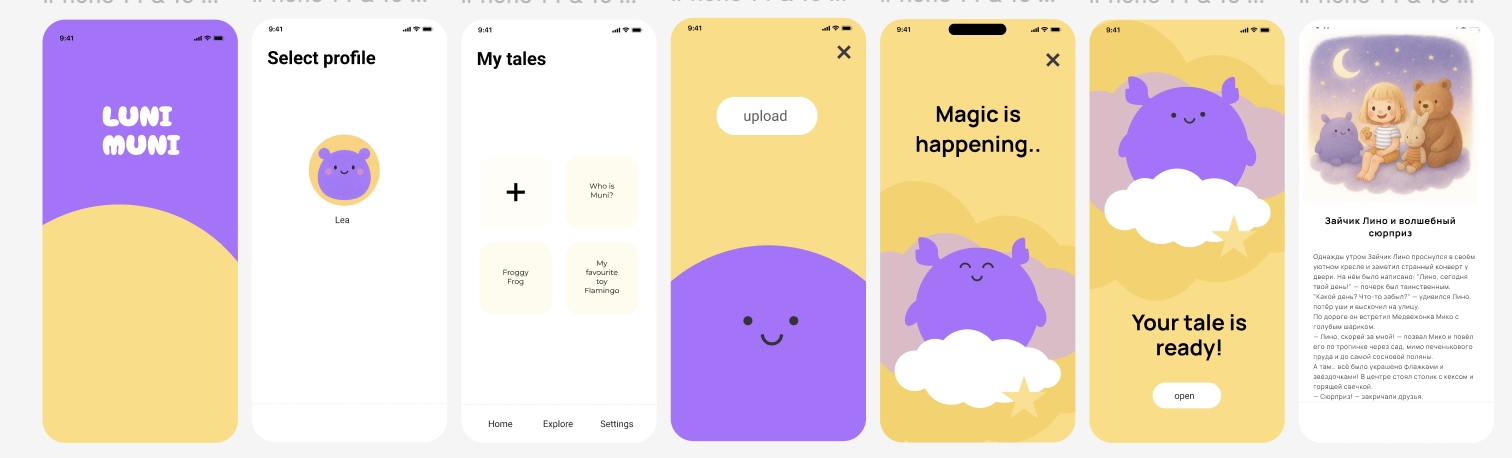 9:41
LUNI
MUNI
9:41
Select profile
Lea
9:41
My tales
+
Who is
Muni?
Froggy
Frog
My
favourite
toy
Flamingo
Home Explore Settings
9:41
upload
9:41
Magic is
happening..
9:41
Your tale is
ready!
open
Зайчик Лино и волшебный
сюрприз
Однажды утром Зайчик Лино проснулся в своём
уютном кресле и заметил странный конверт у
двери. На нём было написано: "Лино, сегодня
твой день!" — почерк был таинственным.
"Какой день? Что-то забыл?" — удивился Лино,
потёр уши и выскочил на улицу.
По дороге он встретил Медвежонка Мико с
голубым шариком.
— Лино, скорей за мной! — позвал Мико и повёл
его по тропинке через сад, мимо печенькового
пруда и до самой сосновой поляны.
А там.. всё было украшено флажками и
звёздочками! В центре стоял столик с кексом и
горящей свечкой.
— Сюрприз! — закричали друзья.